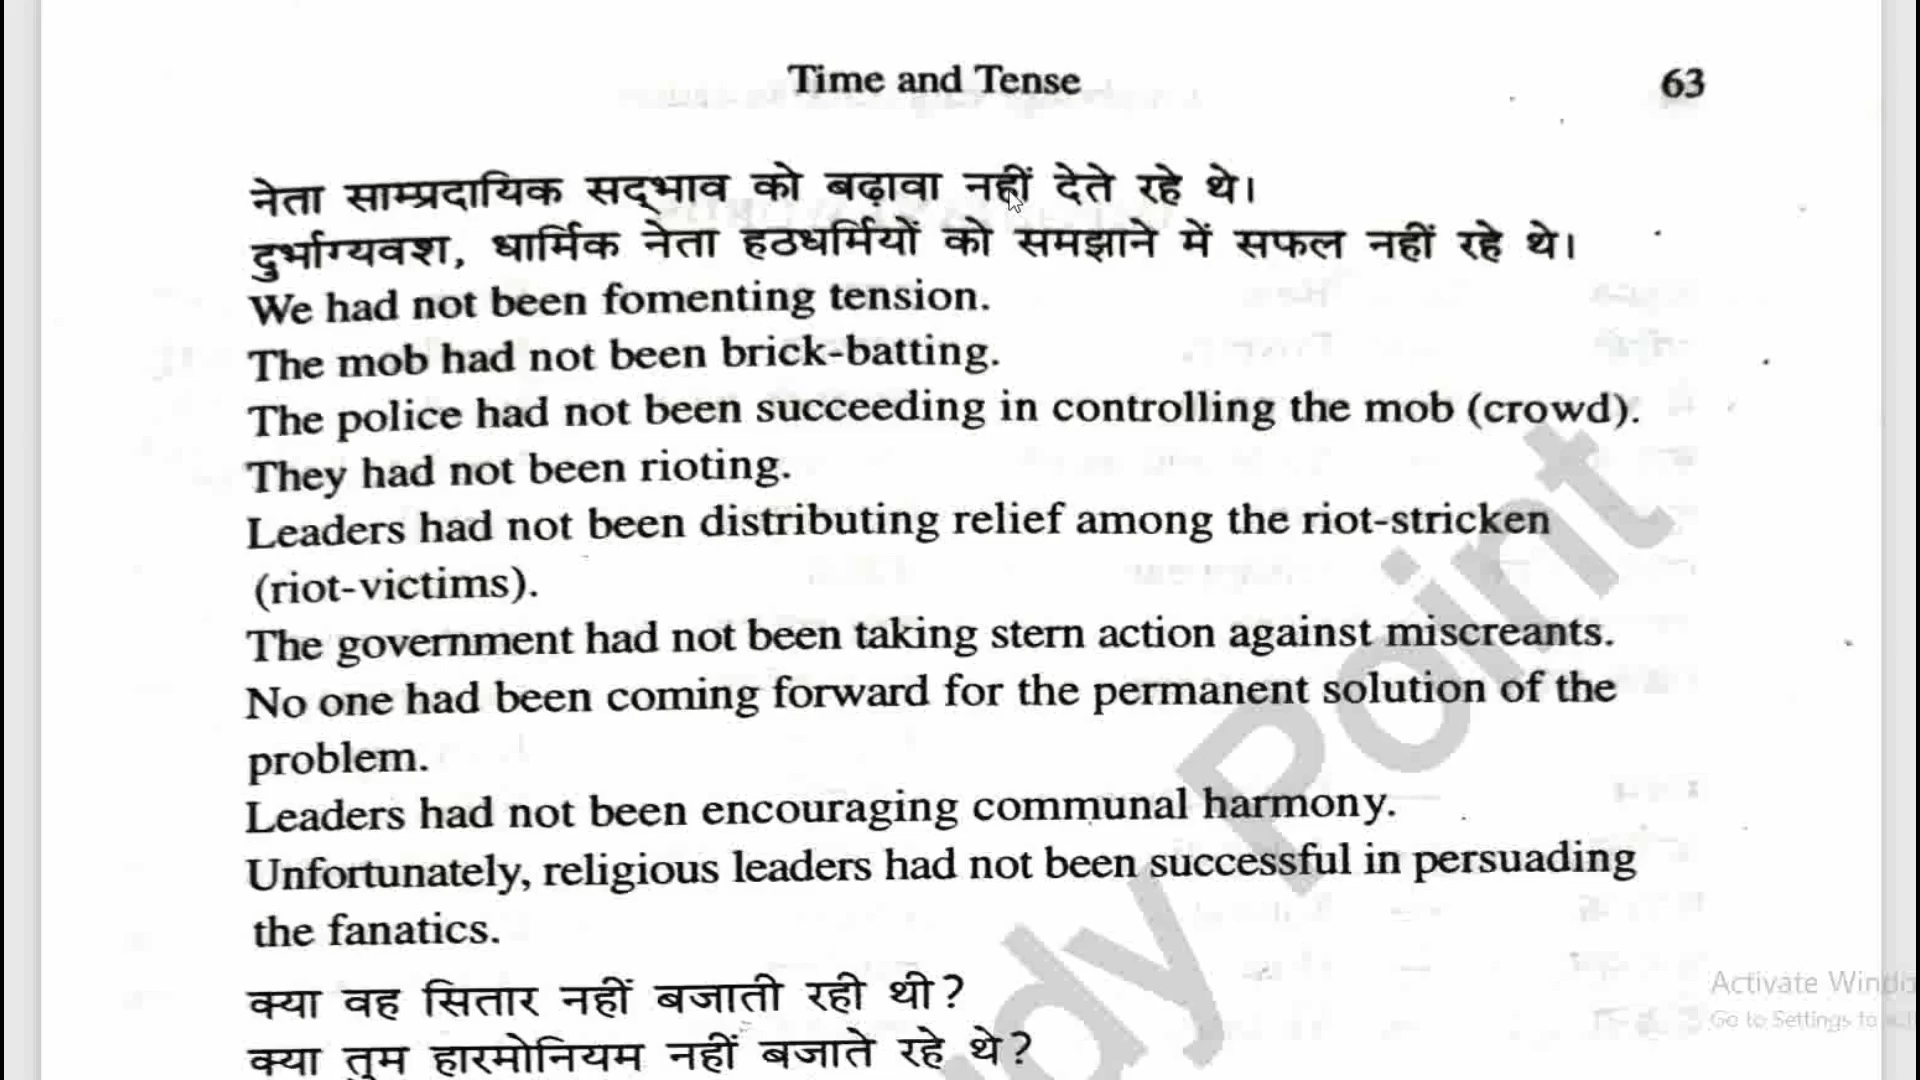 Time and Tense 63
नेता साम्प्रदायिक सद्‌भाव को बढ़ावा नहीं देते रहे थे।
दुर्भाग्यवश, धार्मिक नेता हठधर्मियों को समझाने में सफल नहीं रहे थे।
We had not been fomenting tension.
The mob had not been brick-batting.
The police had not been succeeding in controlling the mob (crowd).
They had not been rioting.
Leaders had not been distributing relief among the riot-stricken
(riot-victims).
The government had not been taking stern action against miscreants.
No one had been coming forward for the permanent solution of the
problem.
Leaders had not been encouraging communal harmony.
Unfortunately, religious leaders had not been successful in persuading
the fanatics.
क्या वह सितार नहीं बजाती रही थी?
क्या तुम हारमोनियम नहीं बजाते रहे थे?
dy Point
Activate Windo
Go to Settings to